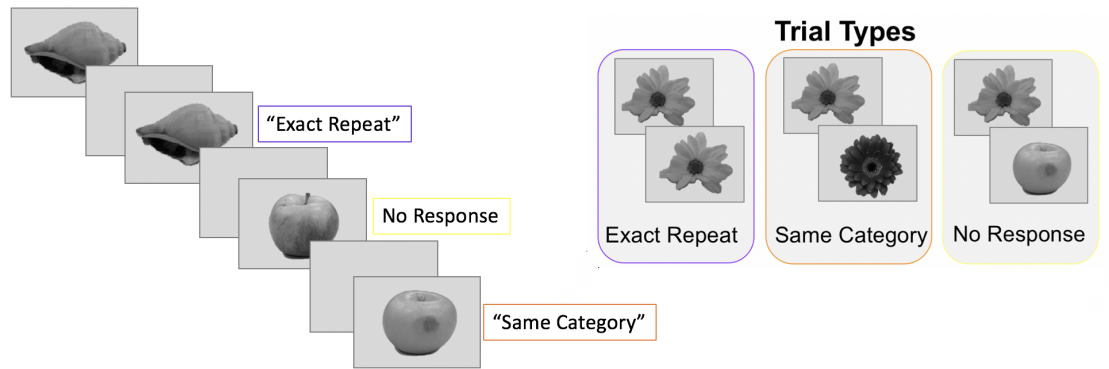 “Exact Repeat”
No Response
“Same Category”
Trial Types
Exact Repeat
Same Category
No Response